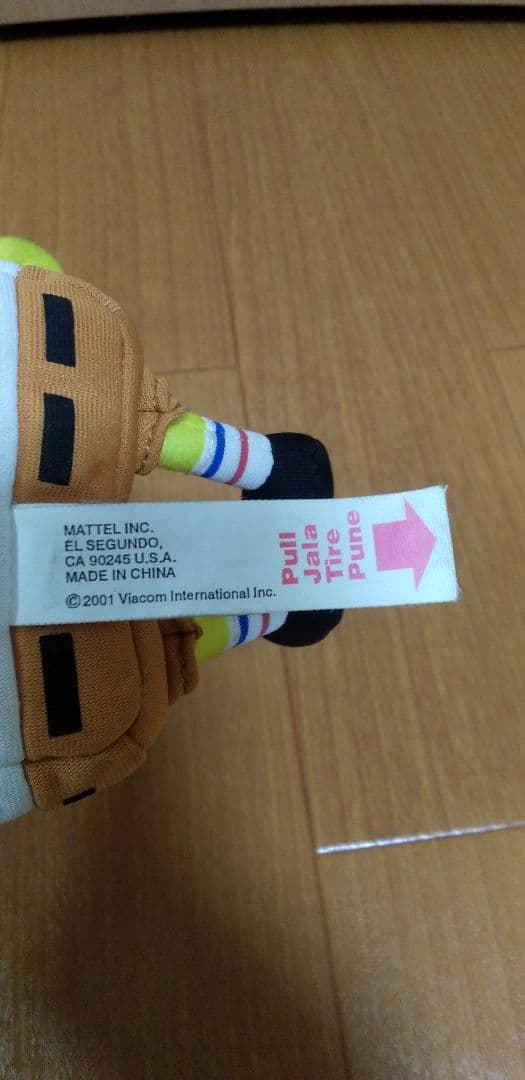 MATTEL INC.
EL SEGUNDO,
CA 90245 U.S.A.
MADE IN CHINA
©2001 Viacom International Inc.
Pull
Jala
Tire
Pune